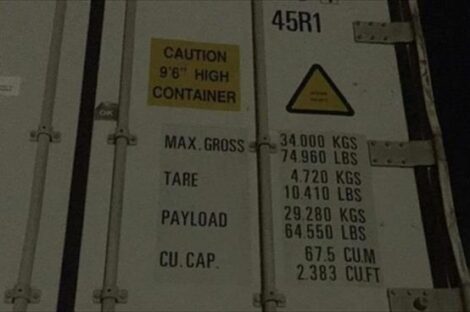 45R1
CAUTION
9'6" HIGH
CONTAINER
OK
MAX. GROSS 34.000 KGS
74.960 LBS
TARE 4.720 KGS
10.410 LBS
PAYLOAD 29.280 KGS
64.550 LBS
CU. CAP. 67.5 CU.M
2.383 CU.FT